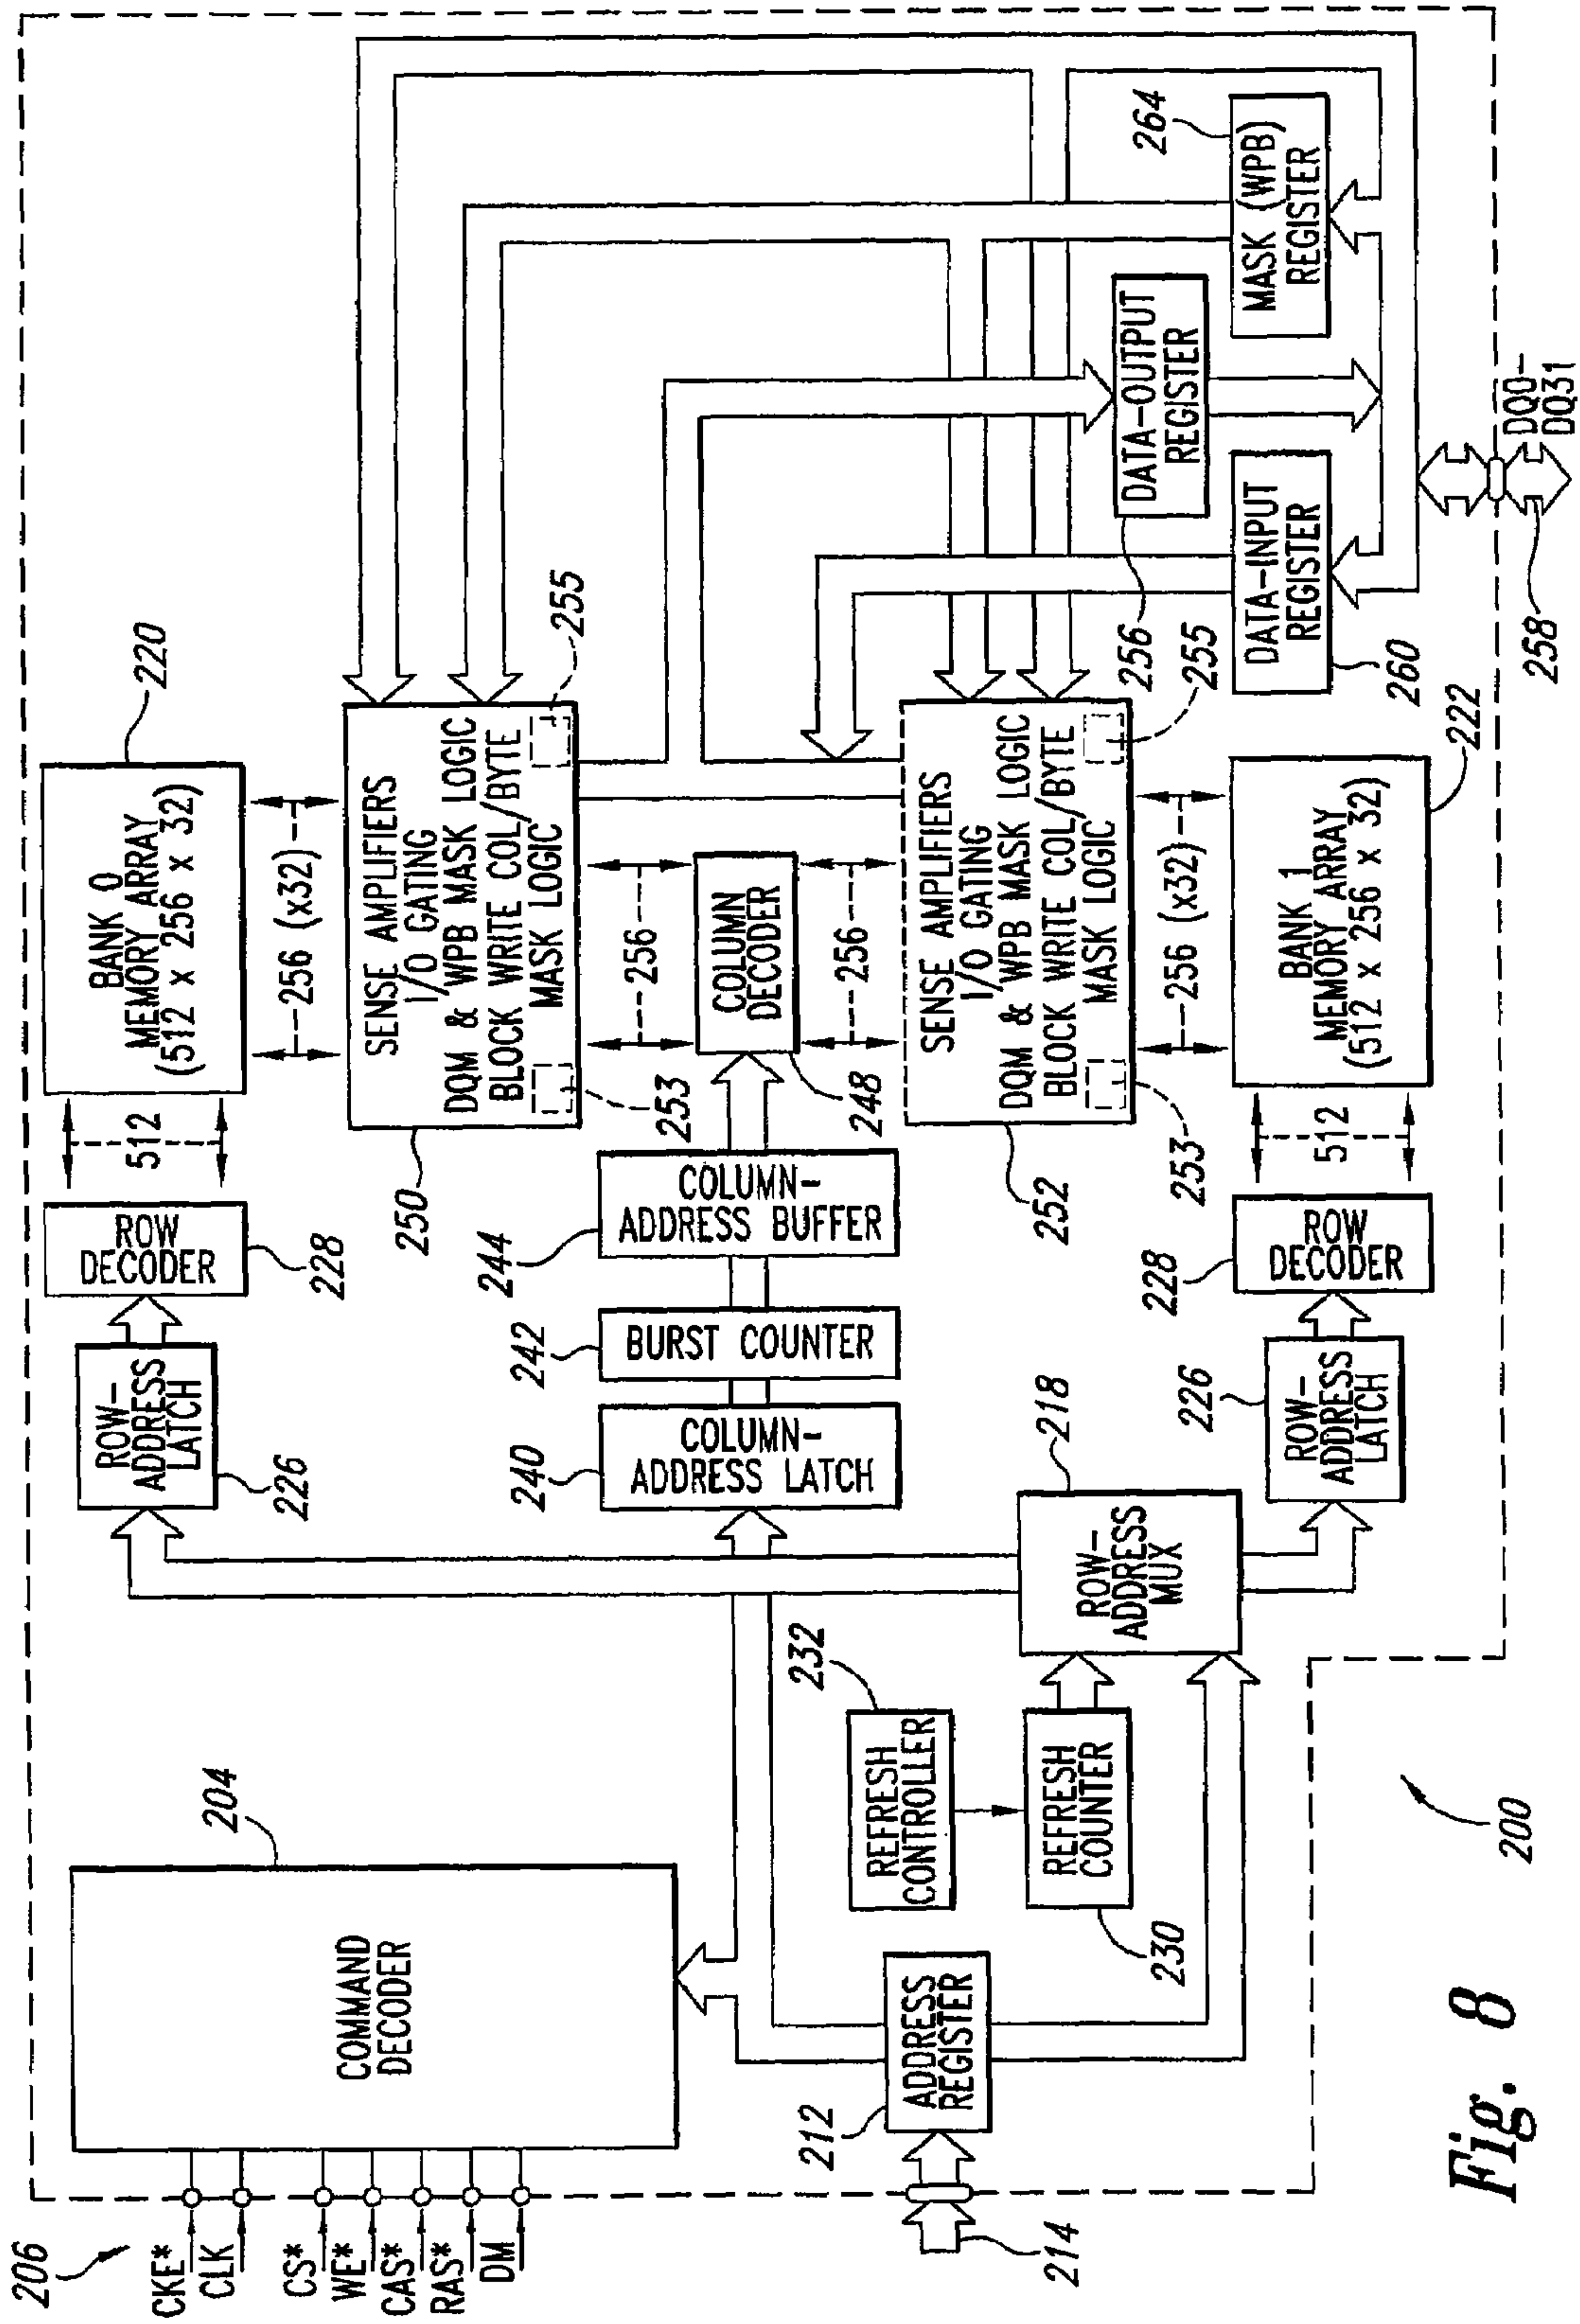 206
CKE*
CLK
CS*
WE*
CAS*
RAS*
DM
204
COMMAND
DECODER
214
212
ADDRESS
REGISTER
232
REFRESH
CONTROLLER
REFRESH
COUNTER
230
218
ROW-
ADDRESS
MUX
ROW-
ADDRESS
LATCH
226
ROW
DECODER
228
512
220
BANK 0
MEMORY ARRAY
(512 x 256 x 32)
256 (x32)
250
SENSE AMPLIFIERS
I/O GATING
DQM & WPB MASK LOGIC
BLOCK WRITE COL/BYTE
MASK LOGIC
253
255
256
240
COLUMN-
ADDRESS LATCH
242
BURST COUNTER
244
COLUMN-
ADDRESS BUFFER
COLUMN
DECODER
248
256
252
SENSE AMPLIFIERS
I/O GATING
DQM & WPB MASK LOGIC
BLOCK WRITE COL/BYTE
MASK LOGIC
253
255
256 (x32)
226
ROW-
ADDRESS
LATCH
228
ROW
DECODER
512
BANK 1
MEMORY ARRAY
(512 x 256 x 32)
222
256
DATA-OUTPUT
REGISTER
260
DATA-INPUT
REGISTER
264
MASK (WPB)
REGISTER
258
DQ0-
DQ31
200
Fig. 8